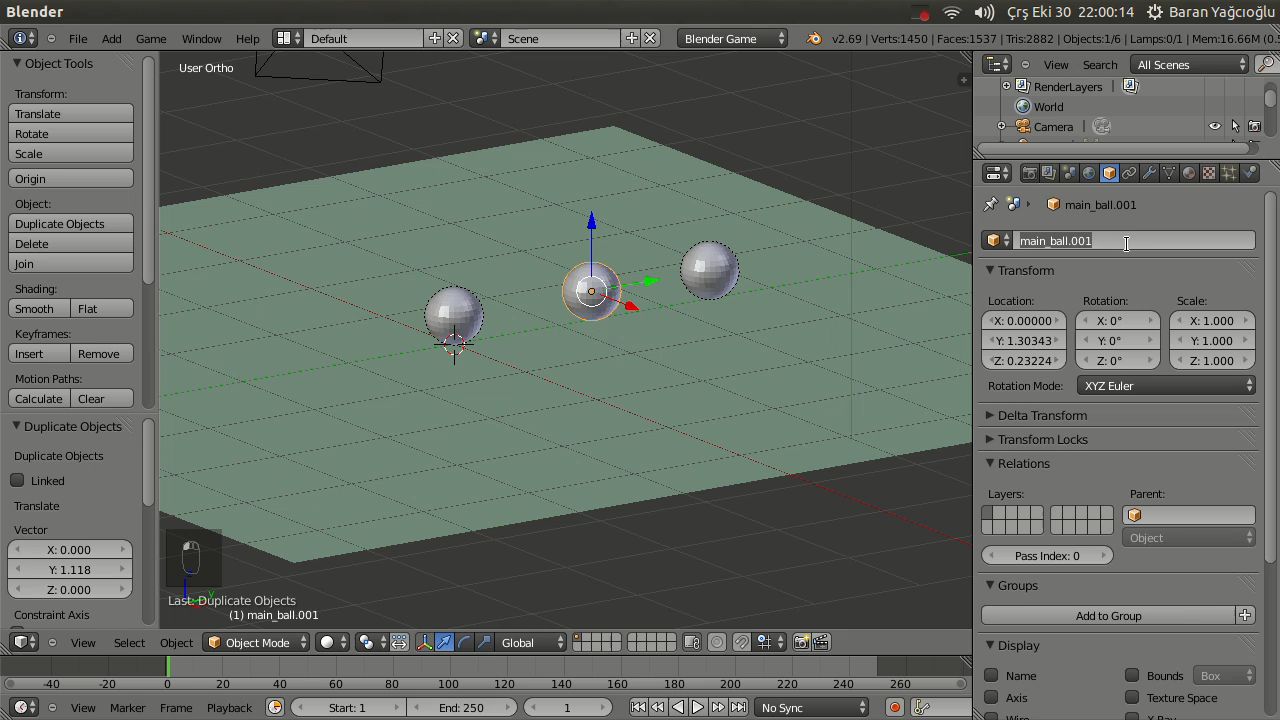 Blender
Çrş Eki 30 22:00:14 Baran Yağcıoğlu
File Add Game Window Help Default Scene Blender Game v2.69 | Verts:1450 | Faces:1537 | Tris:2882 | Objects:1/6 | Lamps:0/1 | Mem:16.66M
Object Tools
Transform:
Translate
Rotate
Scale
Origin
Object:
Duplicate Objects
Delete
Join
Shading:
Smooth Flat
Keyframes:
Insert Remove
Motion Paths:
Calculate Clear
Duplicate Objects
Duplicate Objects
Linked
Translate
Vector
X: 0.000
Y: 1.118
Z: 0.000
Constraint Axis
User Ortho
Last: Duplicate Objects
(1) main_ball.001
View Select Object Object Mode Global
-40 -20 0 20 40 60 80 100 120 140 160 180 200 220 240 260
View Marker Frame Playback Start: 1 End: 250 1 No Sync
View Search All Scenes
RenderLayers |
World
Camera |
main_ball.001
main_ball.001
Transform
Location: Rotation: Scale:
X: 0.00000 X: 0° X: 1.000
Y: 1.30343 Y: 0° Y: 1.000
Z: 0.23224 Z: 0° Z: 1.000
Rotation Mode: XYZ Euler
Delta Transform
Transform Locks
Relations
Layers: Parent:
Object
Pass Index: 0
Groups
Add to Group
Display
Name Bounds Box
Axis Texture Space